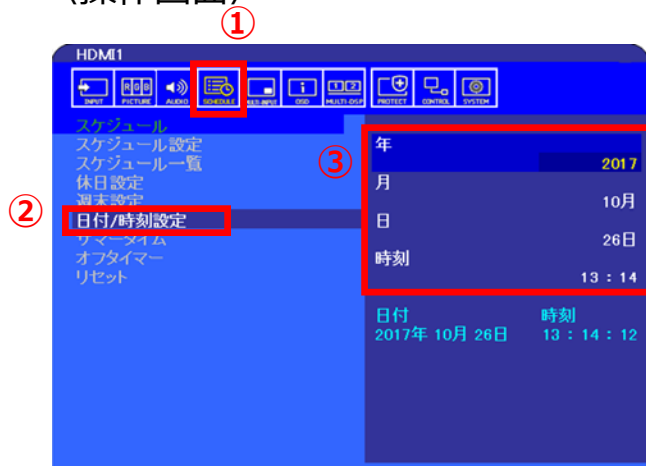 (操作画面)
①
HDMI1
INPUT PICTURE AUDIO SCHEDULE MULTI-INPUT OSD MULTI-DSP PROTECT CONTROL SYSTEM
RGB
スケジュール
スケジュール設定
スケジュール一覧
休日設定
週末設定
②
日付/時刻設定
サマータイム
オフタイマー
リセット
③
年
2017
月
10月
日
26日
時刻
13 : 14
日付 時刻
2017年 10月 26日 13 : 14 : 12